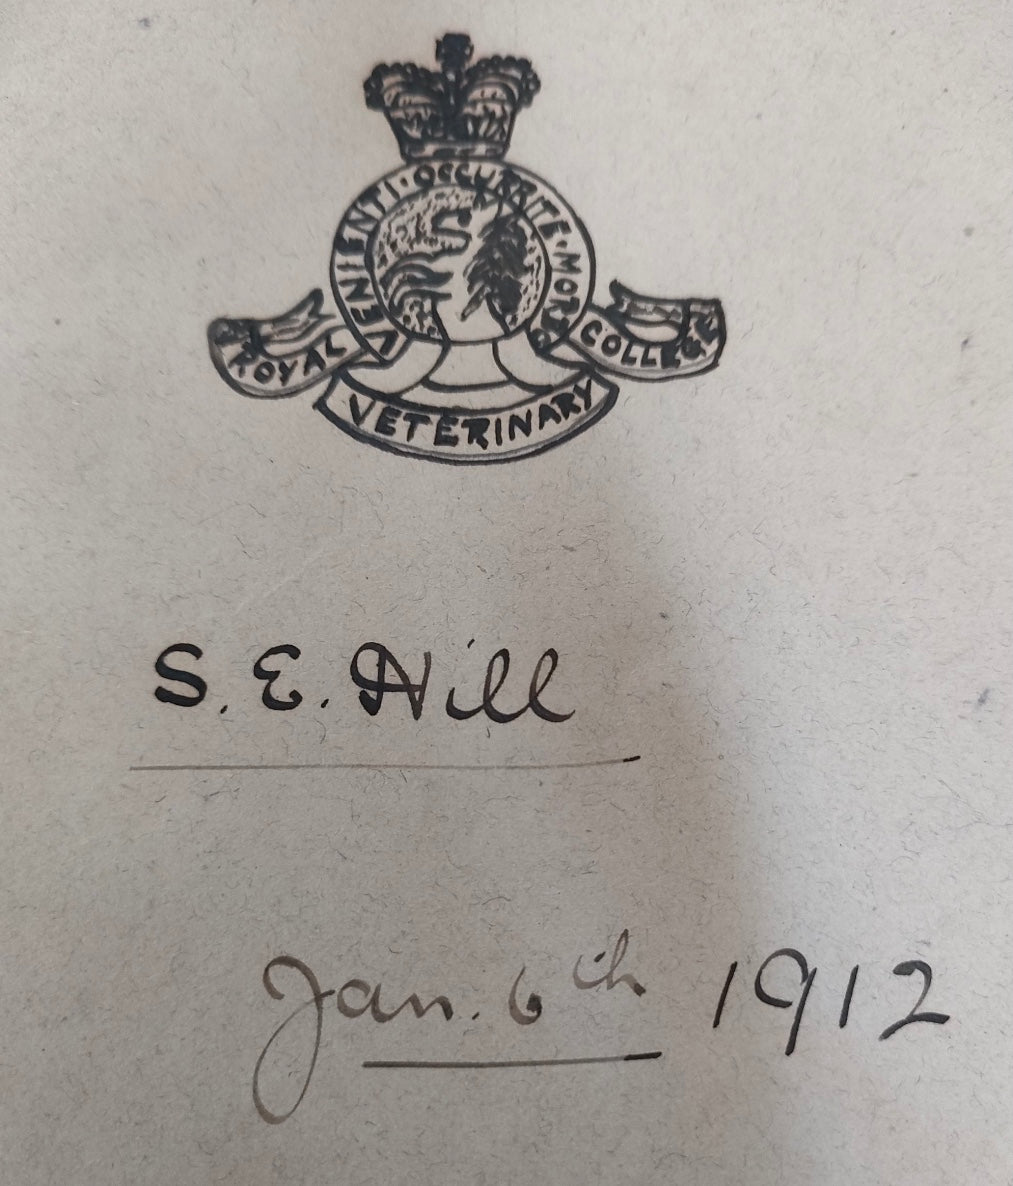 VENIENTI · OCCURRITE · MORBO
ROYAL VETERINARY COLLEGE
S. E. Hill
Jan. 6th 1912